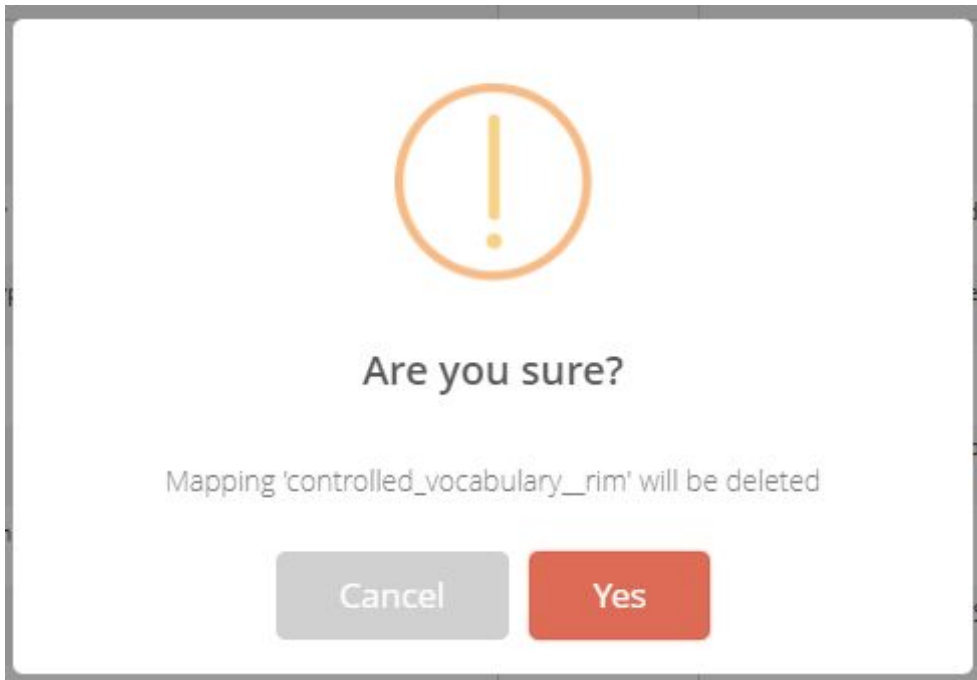 Are you sure?
Mapping 'controlled_vocabulary__rim' will be deleted
Cancel
Yes